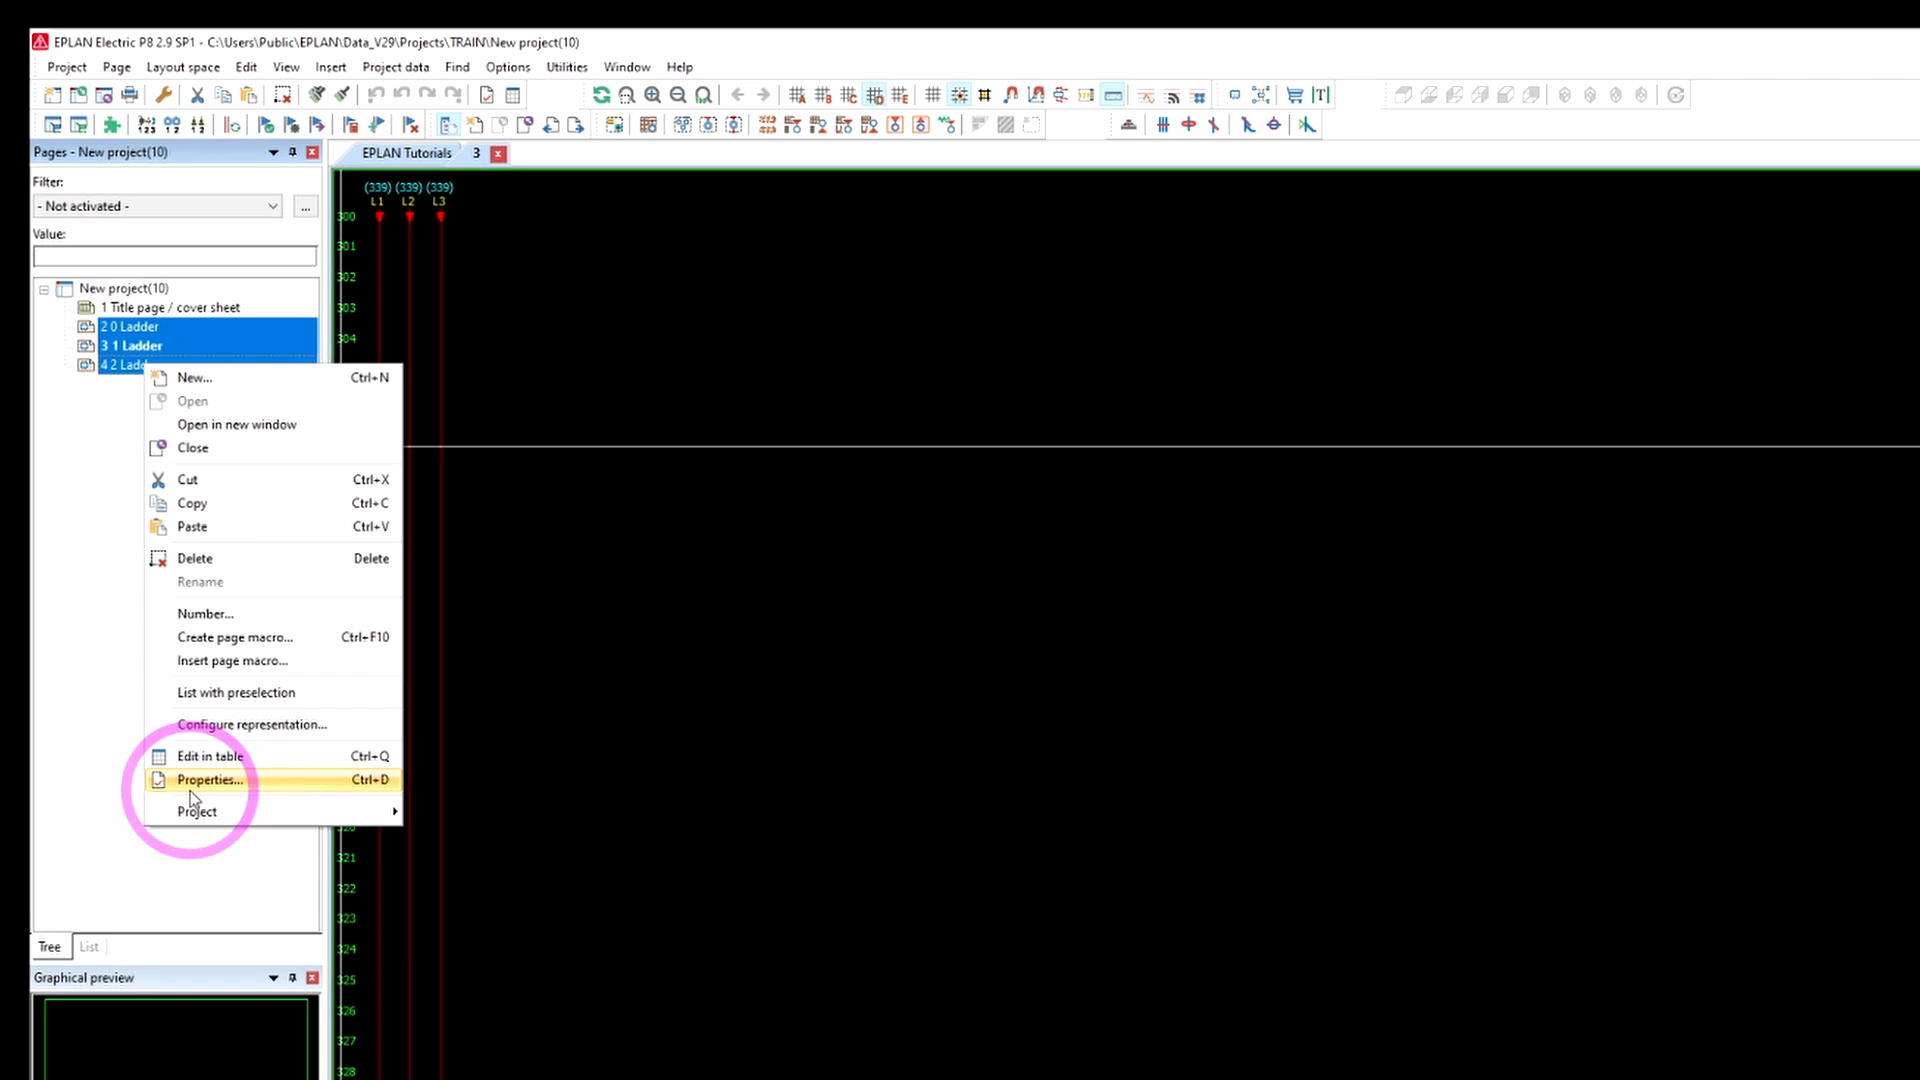 EPLAN Electric P8 2.9 SP1 - C:\Users\Public\EPLAN\Data_V29\Projects\TRAIN\New project(10)
Project Page Layout space Edit View Insert Project data Find Options Utilities Window Help
Pages - New project(10)
EPLAN Tutorials 3
Filter:
- Not activated -
...
Value:
New project(10)
1 Title page / cover sheet
2 0 Ladder
3 1 Ladder
4 2 Ladd
New... Ctrl+N
Open
Open in new window
Close
Cut Ctrl+X
Copy Ctrl+C
Paste Ctrl+V
Delete Delete
Rename
Number...
Create page macro... Ctrl+F10
Insert page macro...
List with preselection
Configure representation...
Edit in table Ctrl+Q
Properties... Ctrl+D
Project
Tree List
Graphical preview
(339) (339) (339)
L1 L2 L3
300
301
302
303
304
320
321
322
323
324
325
326
327
328